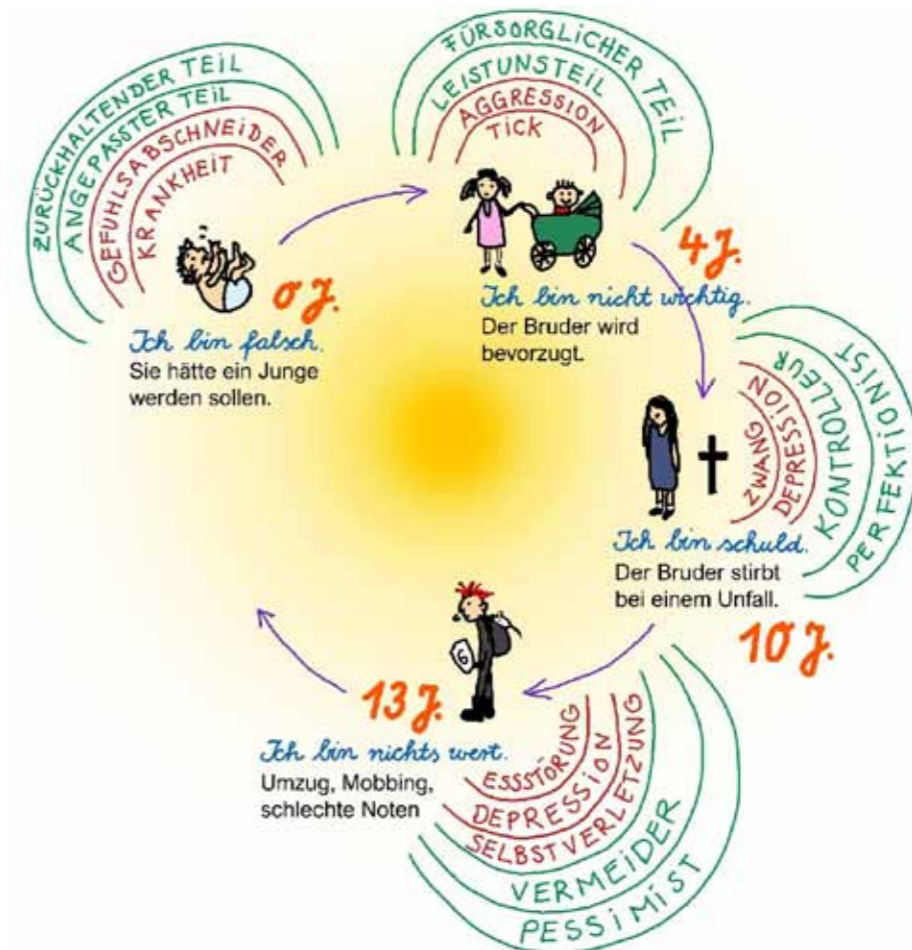 ZURÜCKHALTENDER TEIL
ANGEPASSTER TEIL
GEFÜHLSABSCHNEIDER
KRANKHEIT
0 J.
Ich bin falsch.
Sie hätte ein Junge
werden sollen.
FÜRSORGLICHER TEIL
LEISTUNSTEIL
AGGRESSION
TICK
4 J.
Ich bin nicht wichtig.
Der Bruder wird
bevorzugt.
ZWANG
DEPRESSION
KONTROLLEUR
PERFEKTIONIST
Ich bin schuld.
Der Bruder stirbt
bei einem Unfall.
10 J.
6
13 J.
Ich bin nichts wert.
Umzug, Mobbing,
schlechte Noten
ESSSTÖRUNG
DEPRESSION
SELBSTVERLETZUNG
VERMEIDER
PESSIMIST